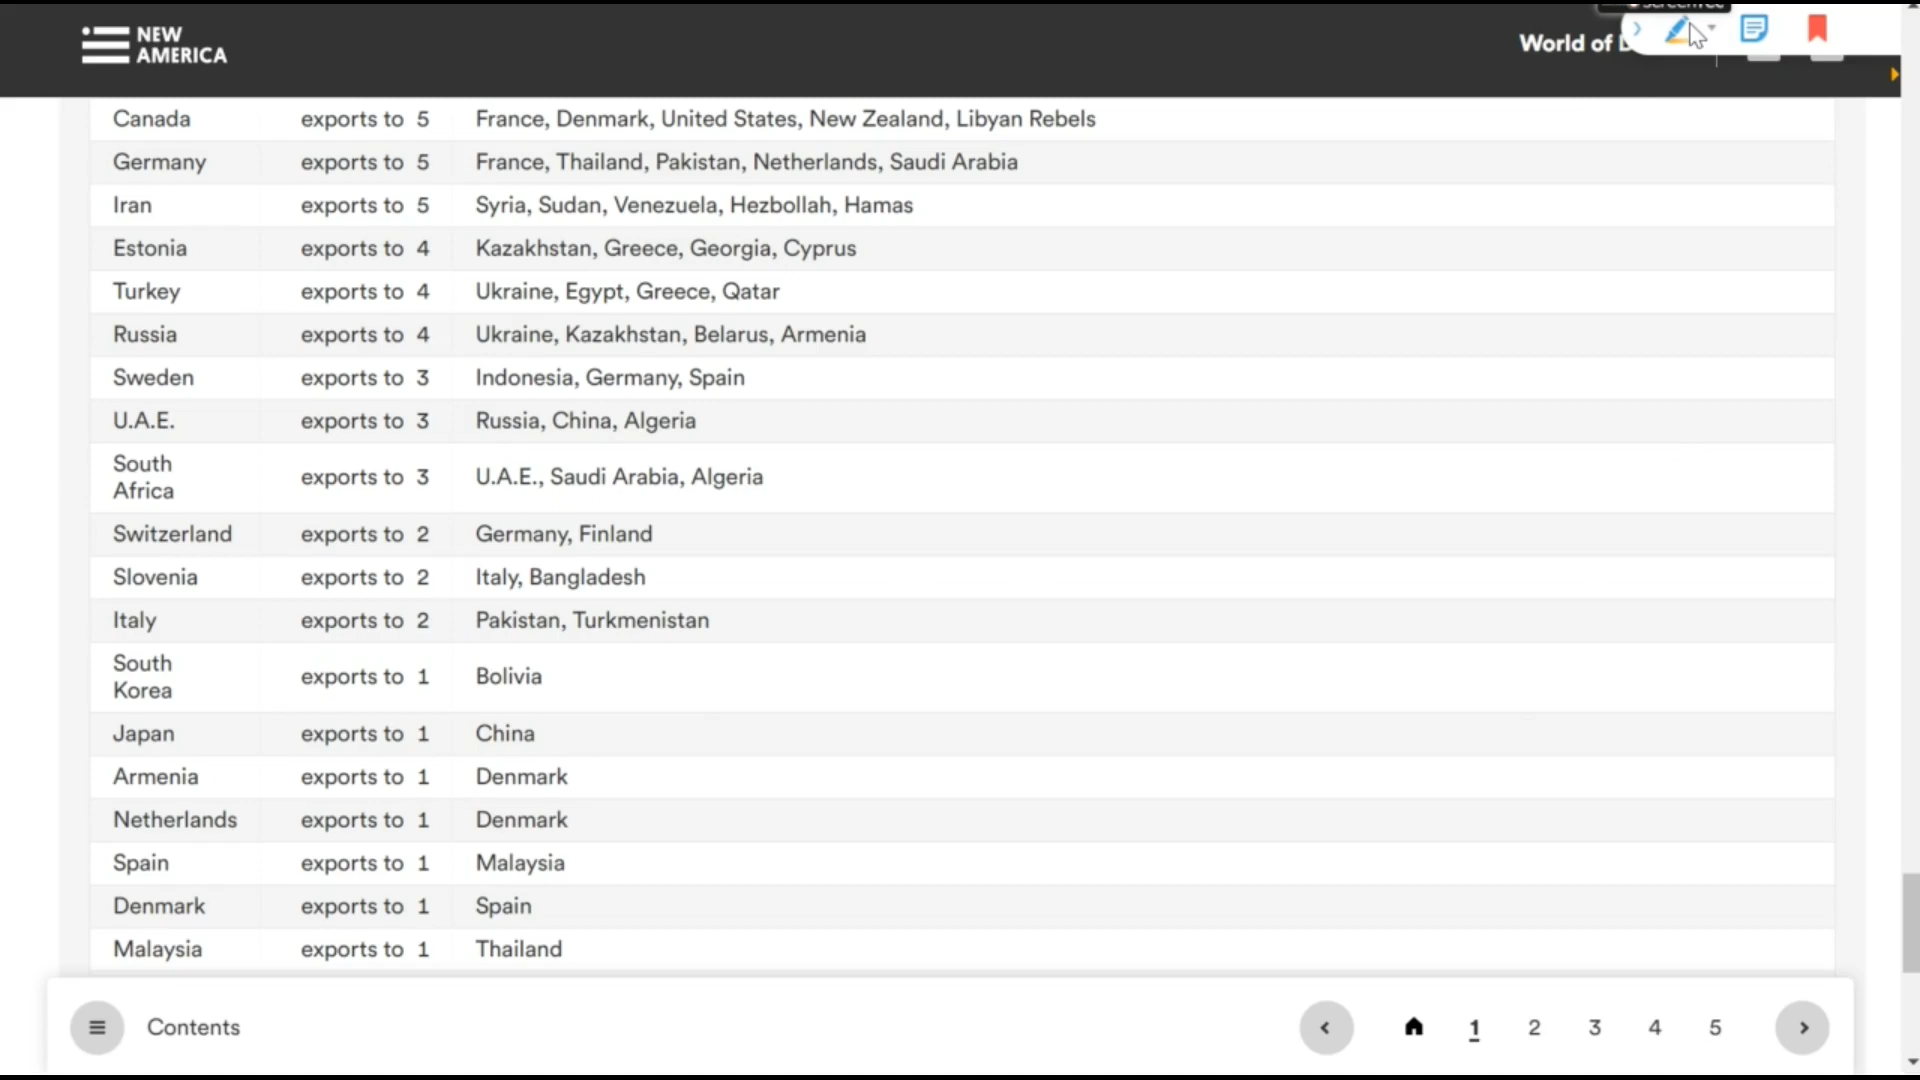 NEW
AMERICA
World of
Canada exports to 5 France, Denmark, United States, New Zealand, Libyan Rebels
Germany exports to 5 France, Thailand, Pakistan, Netherlands, Saudi Arabia
Iran exports to 5 Syria, Sudan, Venezuela, Hezbollah, Hamas
Estonia exports to 4 Kazakhstan, Greece, Georgia, Cyprus
Turkey exports to 4 Ukraine, Egypt, Greece, Qatar
Russia exports to 4 Ukraine, Kazakhstan, Belarus, Armenia
Sweden exports to 3 Indonesia, Germany, Spain
U.A.E. exports to 3 Russia, China, Algeria
South
Africa exports to 3 U.A.E., Saudi Arabia, Algeria
Switzerland exports to 2 Germany, Finland
Slovenia exports to 2 Italy, Bangladesh
Italy exports to 2 Pakistan, Turkmenistan
South
Korea exports to 1 Bolivia
Japan exports to 1 China
Armenia exports to 1 Denmark
Netherlands exports to 1 Denmark
Spain exports to 1 Malaysia
Denmark exports to 1 Spain
Malaysia exports to 1 Thailand
Contents 1 2 3 4 5